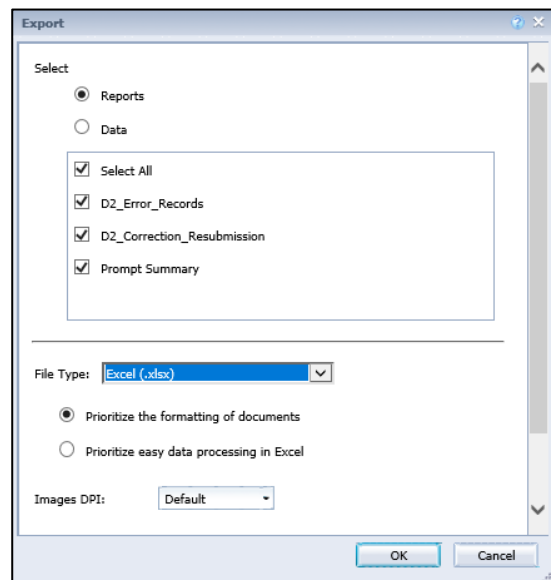 Export
Select
Reports
Data
Select All
D2_Error_Records
D2_Correction_Resubmission
Prompt Summary
File Type: Excel (.xlsx)
Prioritize the formatting of documents
Prioritize easy data processing in Excel
Images DPI: Default
OK Cancel